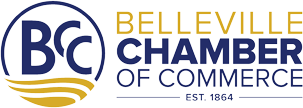 BCC
BELLEVILLE
CHAMBER
OF COMMERCE
EST. 1864